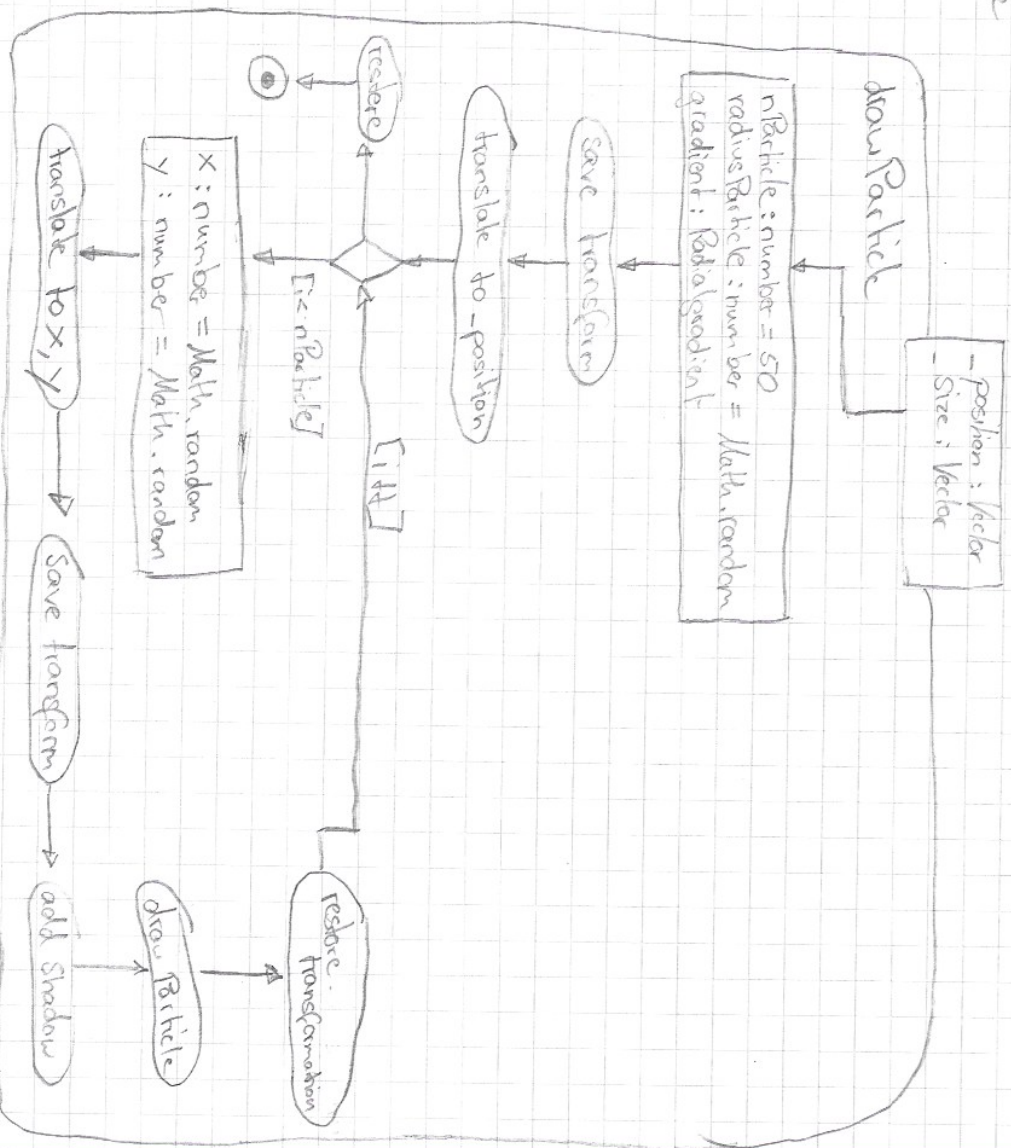 _position : Vector
_Size : Vector
drawParticle
nParticle : number = 50
radiusParticle : number = Math.random
gradient : Radialgradient
save transform
translate to _position
[i++]
restore
[i < nParticle]
x : number = Math.random
y : number = Math.random
translate to x, y
Save transform
add Shadow
draw Particle
restore
transformation